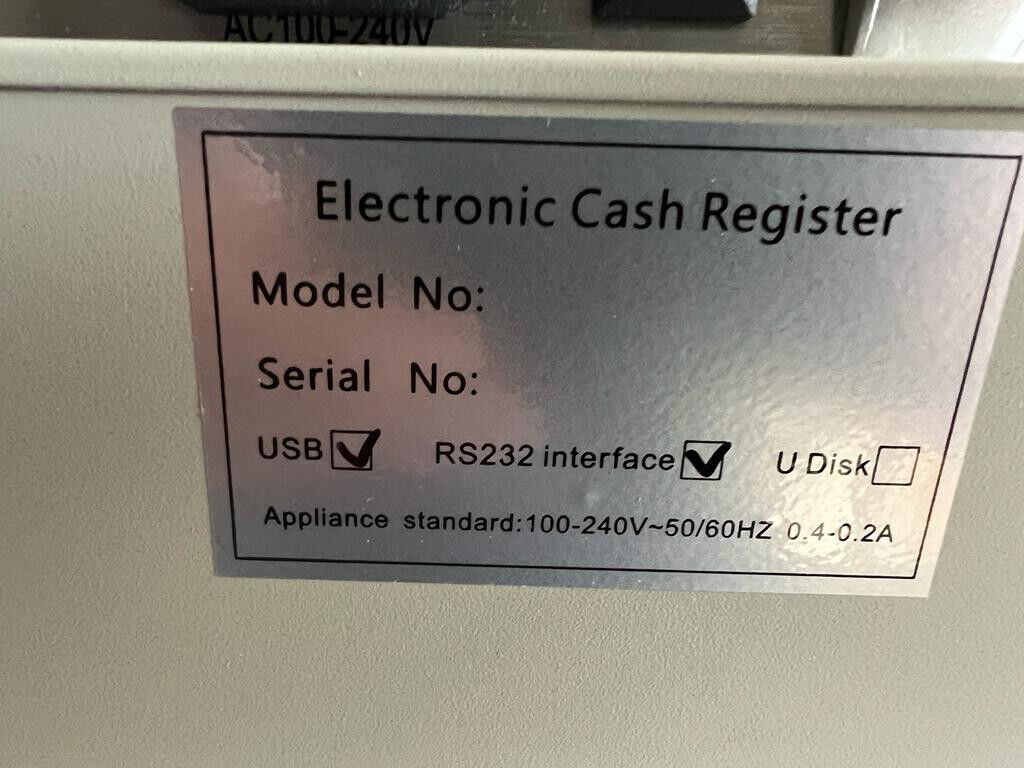 AC100-240V
Electronic Cash Register
Model No:
Serial No:
USB☑ RS232 interface☑ U Disk☐
Appliance standard:100-240V~50/60HZ 0.4-0.2A